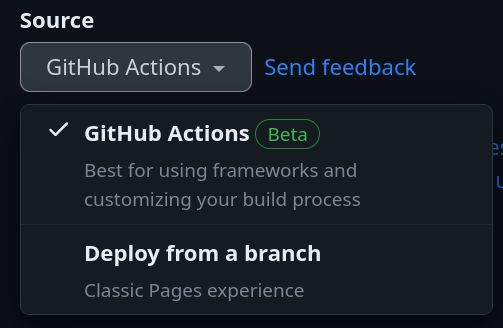 Source
GitHub Actions
Send feedback
GitHub Actions Beta
Best for using frameworks and
customizing your build process
Deploy from a branch
Classic Pages experience